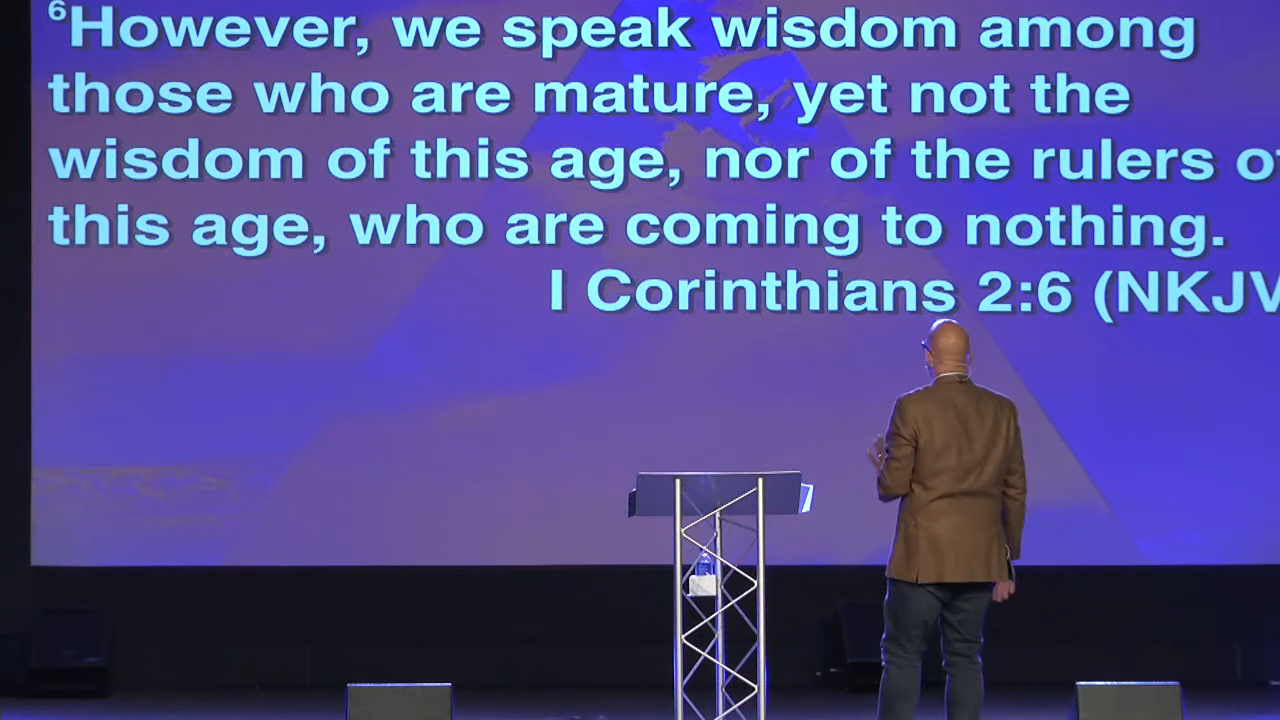 ⁶However, we speak wisdom among
those who are mature, yet not the
wisdom of this age, nor of the rulers of
this age, who are coming to nothing.
I Corinthians 2:6 (NKJV